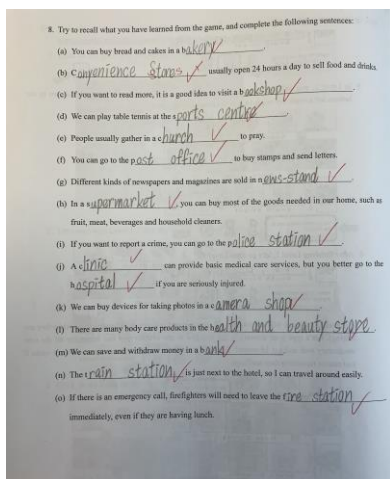 8. Try to recall what you have learned from the game, and complete the following sentences:
(a) You can buy bread and cakes in a bakery.
(b) Convenience Stores usually open 24 hours a day to sell food and drinks.
(c) If you want to read more, it is a good idea to visit a bookshop.
(d) We can play table tennis at the sports centre.
(e) People usually gather in a church to pray.
(f) You can go to the post office to buy stamps and send letters.
(g) Different kinds of newspapers and magazines are sold in news-stand.
(h) In a supermarket, you can buy most of the goods needed in our home, such as
fruit, meat, beverages and household cleaners.
(i) If you want to report a crime, you can go to the police station.
(j) A clinic can provide basic medical care services, but you better go to the
hospital if you are seriously injured.
(k) We can buy devices for taking photos in a camera shop.
(l) There are many body care products in the health and beauty store.
(m) We can save and withdraw money in a bank.
(n) The train station is just next to the hotel, so I can travel around easily.
(o) If there is an emergency call, firefighters will need to leave the fire station
immediately, even if they are having lunch.